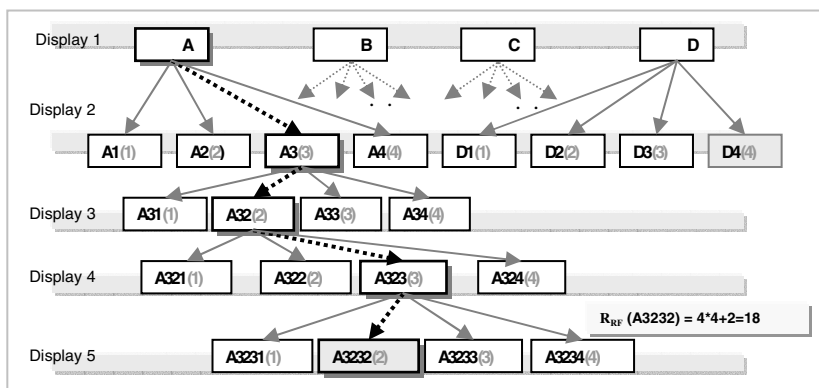 Display 1
A B C D
Display 2
. . . .
A1(1) A2(2) A3(3) A4(4) D1(1) D2(2) D3(3) D4(4)
Display 3
A31(1) A32(2) A33(3) A34(4)
Display 4
A321(1) A322(2) A323(3) A324(4)
R_RF (A3232) = 4*4+2=18
Display 5
A3231(1) A3232(2) A3233(3) A3234(4)